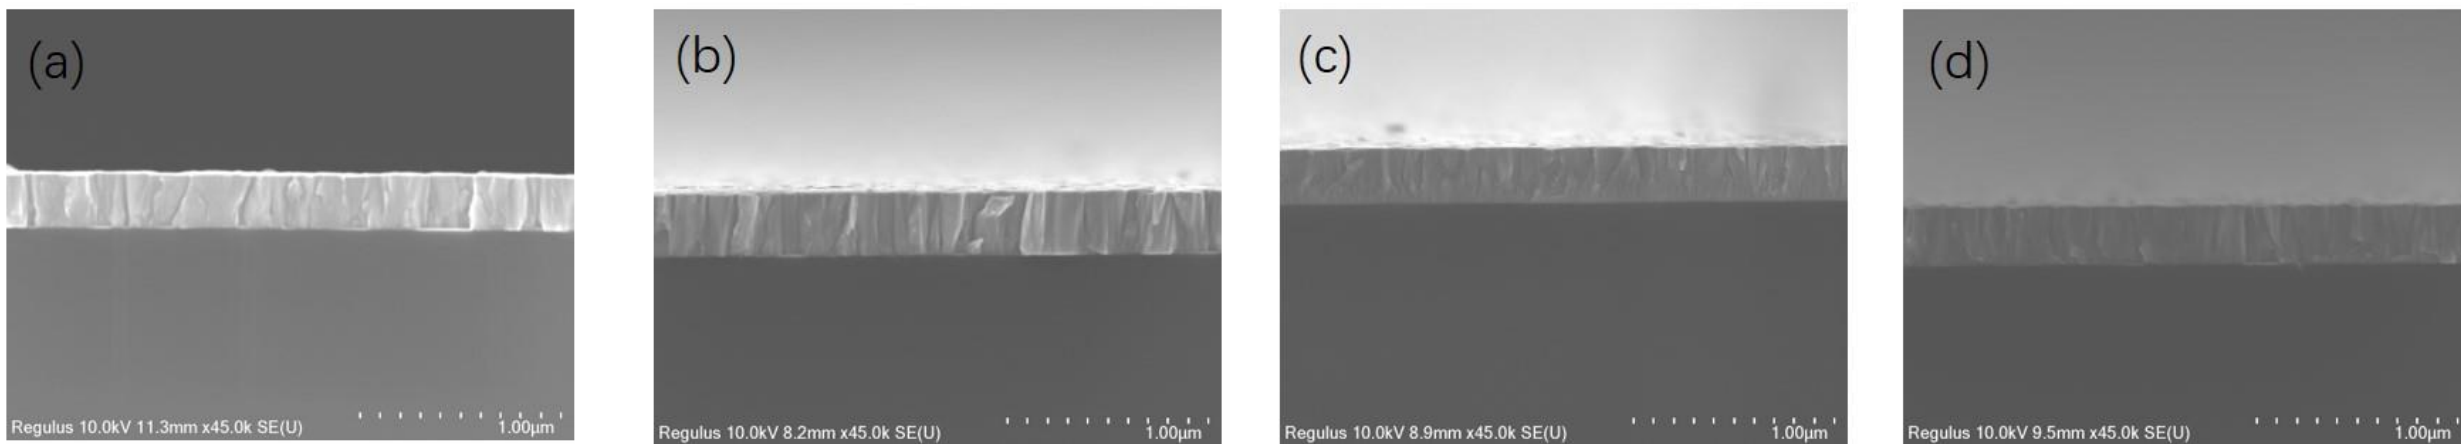 (a)
Regulus 10.0kV 11.3mm x45.0k SE(U)
1.00μm
(b)
Regulus 10.0kV 8.2mm x45.0k SE(U)
1.00μm
(c)
Regulus 10.0kV 8.9mm x45.0k SE(U)
1.00μm
(d)
Regulus 10.0kV 9.5mm x45.0k SE(U)
1.00μm